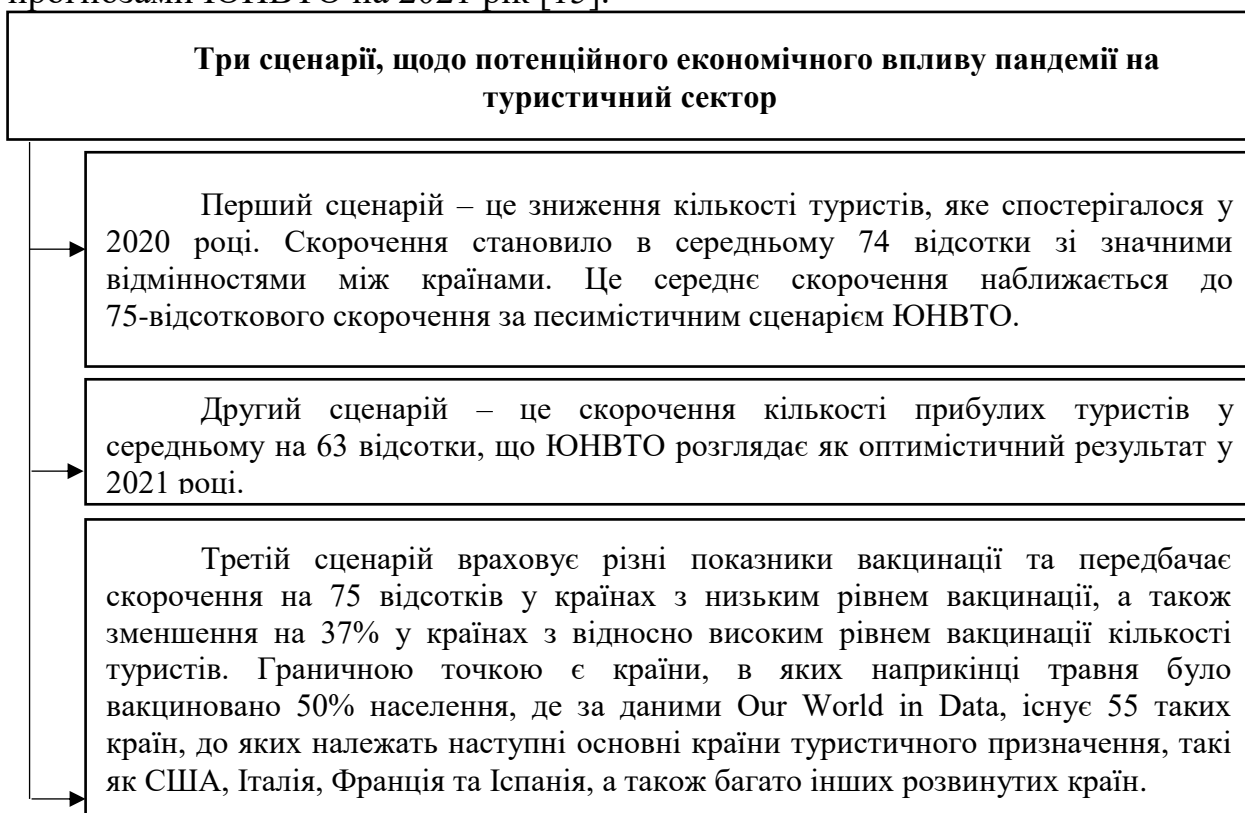 прогнозами ЮНВТО на 2021 рік [15].
Три сценарії, щодо потенційного економічного впливу пандемії на
туристичний сектор
Перший сценарій – це зниження кількості туристів, яке спостерігалося у
2020 році. Скорочення становило в середньому 74 відсотки зі значними
відмінностями між країнами. Це середнє скорочення наближається до
75-відсоткового скорочення за песимістичним сценарієм ЮНВТО.
Другий сценарій – це скорочення кількості прибулих туристів у
середньому на 63 відсотки, що ЮНВТО розглядає як оптимістичний результат у
2021 році.
Третій сценарій враховує різні показники вакцинації та передбачає
скорочення на 75 відсотків у країнах з низьким рівнем вакцинації, а також
зменшення на 37% у країнах з відносно високим рівнем вакцинації кількості
туристів. Граничною точкою є країни, в яких наприкінці травня було
вакциновано 50% населення, де за даними Our World in Data, існує 55 таких
країн, до яких належать наступні основні країни туристичного призначення, такі
як США, Італія, Франція та Іспанія, а також багато інших розвинутих країн.